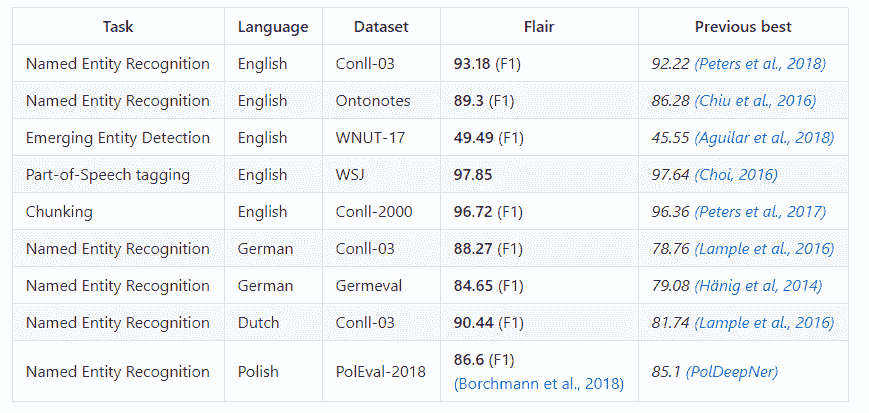 Task Language Dataset Flair Previous best
Named Entity Recognition English Conll-03 93.18 (F1) 92.22 (Peters et al., 2018)
Named Entity Recognition English Ontonotes 89.3 (F1) 86.28 (Chiu et al., 2016)
Emerging Entity Detection English WNUT-17 49.49 (F1) 45.55 (Aguilar et al., 2018)
Part-of-Speech tagging English WSJ 97.85 97.64 (Choi, 2016)
Chunking English Conll-2000 96.72 (F1) 96.36 (Peters et al., 2017)
Named Entity Recognition German Conll-03 88.27 (F1) 78.76 (Lample et al., 2016)
Named Entity Recognition German Germeval 84.65 (F1) 79.08 (Hänig et al, 2014)
Named Entity Recognition Dutch Conll-03 90.44 (F1) 81.74 (Lample et al., 2016)
Named Entity Recognition Polish PolEval-2018 86.6 (F1)
(Borchmann et al., 2018) 85.1 (PolDeepNer)